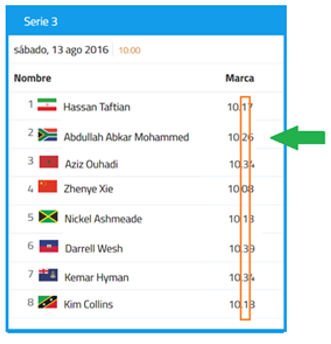 Serie 3
sábado, 13 ago 2016 | 10:00
Nombre Marca
1 Hassan Taftian 10.17
2 Abdullah Abkar Mohammed 10.26
3 Aziz Ouhadi 10.34
4 Zhenye Xie 10.08
5 Nickel Ashmeade 10.13
6 Darrell Wesh 10.39
7 Kemar Hyman 10.34
8 Kim Collins 10.18